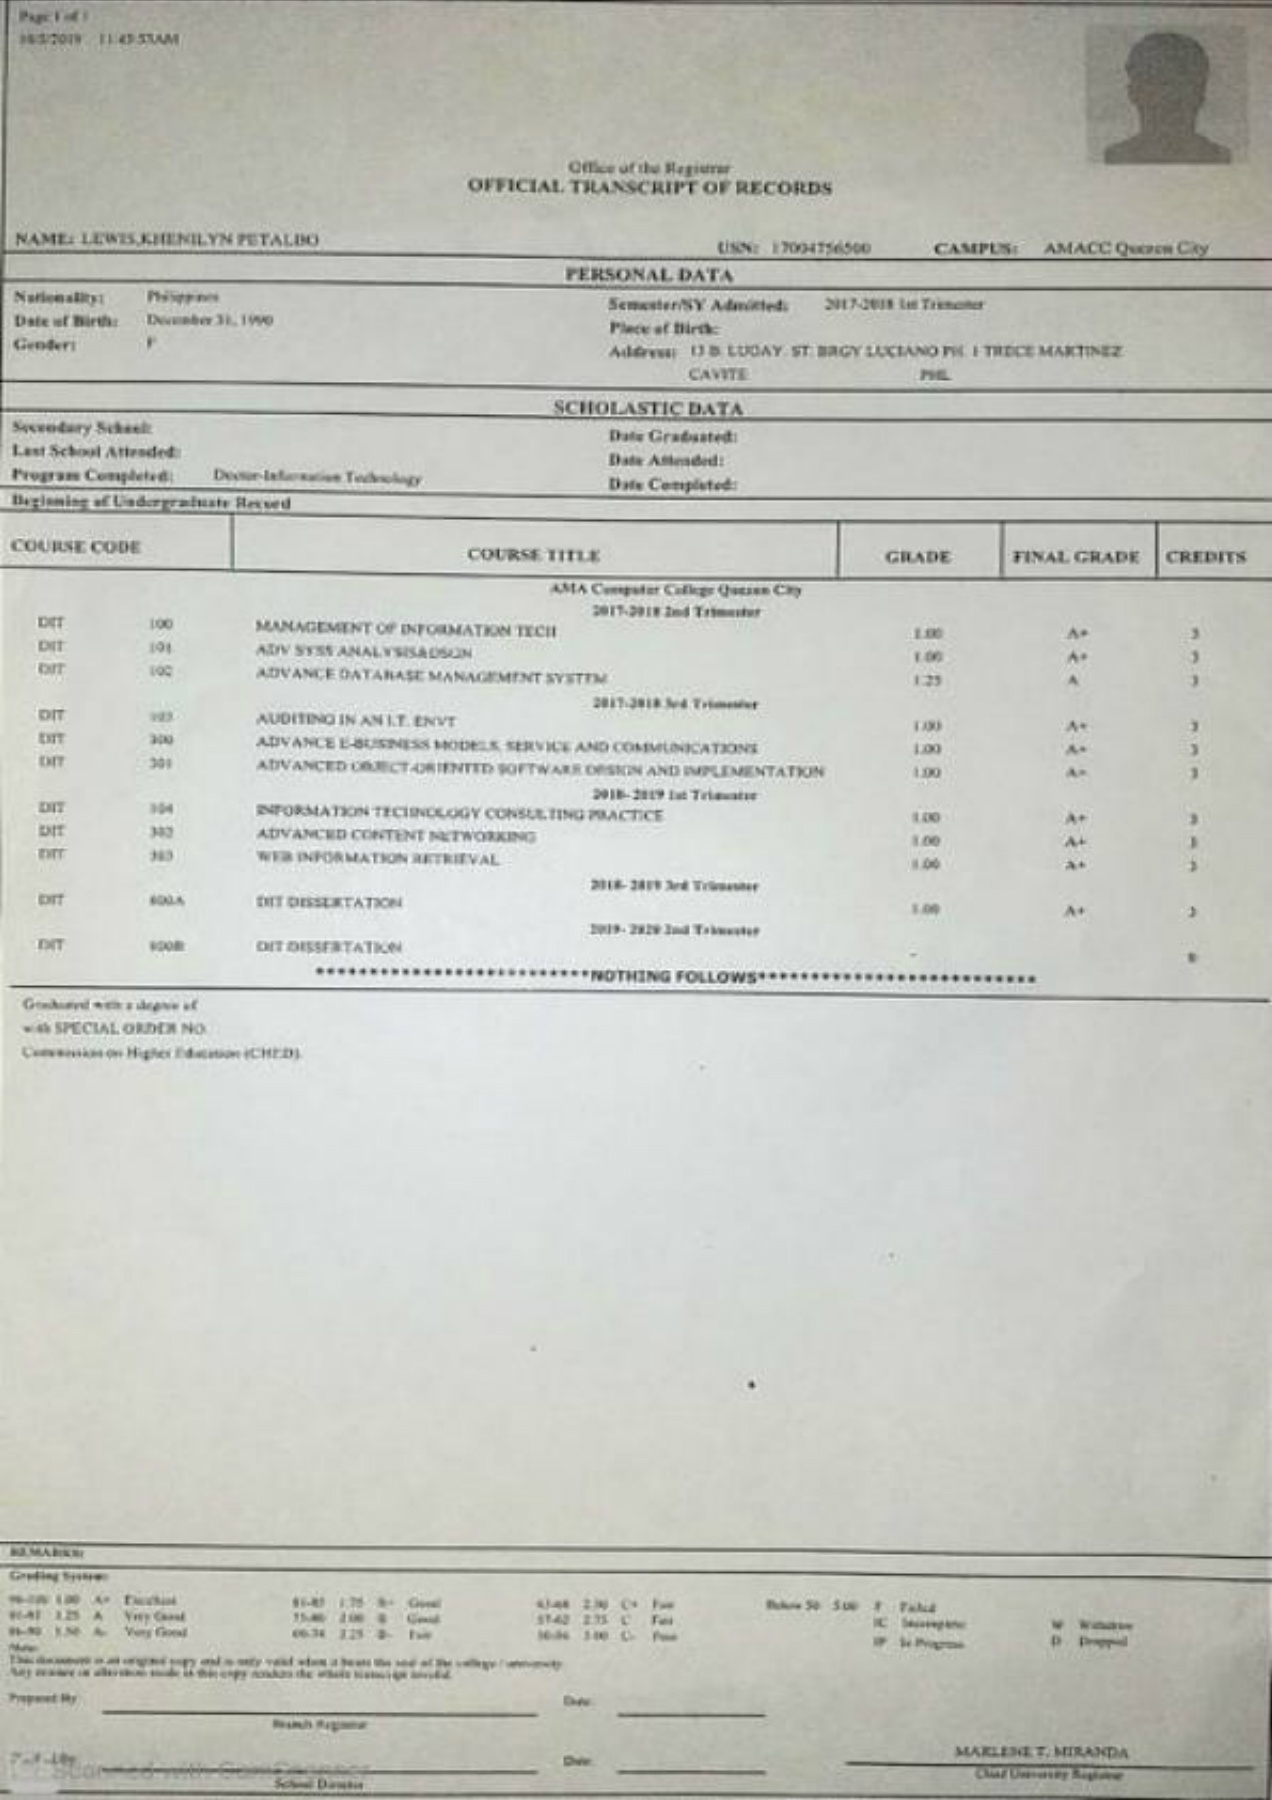 Page 1 of 1
10/5/2019 11:45:53AM
Office of the Registrar
OFFICIAL TRANSCRIPT OF RECORDS
NAME: LEWIS,KHENILYN PETALBO USN: 17004756500 CAMPUS: AMACC Quezon City
PERSONAL DATA
Nationality: Philippines Semester/SY Admitted: 2017-2018 1st Trimester
Date of Birth: December 31, 1990 Place of Birth:
Gender: F Address: 13 B. LUGAY. ST. BRGY LUCIANO PH. 1 TRECE MARTINEZ
CAVITE PHIL
SCHOLASTIC DATA
Secondary School: Date Graduated:
Last School Attended: Date Attended:
Program Completed: Doctor-Information Technology Date Completed:
Beginning of Undergraduate Record
COURSE CODE COURSE TITLE GRADE FINAL GRADE CREDITS
AMA Computer College Quezon City
2017-2018 2nd Trimester
DIT 100 MANAGEMENT OF INFORMATION TECH 1.00 A+ 3
DIT 101 ADV SYSS ANALYSIS&DSGN 1.00 A+ 3
DIT 102 ADVANCE DATABASE MANAGEMENT SYSTEM 1.25 A 3
2017-2018 3rd Trimester
DIT 103 AUDITING IN AN I.T. ENVT 1.00 A+ 3
DIT 300 ADVANCE E-BUSINESS MODELS, SERVICE AND COMMUNICATIONS 1.00 A+ 3
DIT 301 ADVANCED OBJECT-ORIENTED SOFTWARE DESIGN AND IMPLEMENTATION 1.00 A+ 3
2018- 2019 1st Trimester
DIT 104 INFORMATION TECHNOLOGY CONSULTING PRACTICE 1.00 A+ 3
DIT 302 ADVANCED CONTENT NETWORKING 1.00 A+ 3
DIT 303 WEB INFORMATION RETRIEVAL 1.00 A+ 3
2018- 2019 3rd Trimester
DIT 600A DIT DISSERTATION 1.00 A+ 3
2019- 2020 2nd Trimester
DIT 600B DIT DISSERTATION - 0
**************************NOTHING FOLLOWS**************************
Graduated with a degree of
with SPECIAL ORDER NO.
Commission on Higher Education (CHED).
REMARKS:
Grading System:
96-100 1.00 A+ Excellent 81-85 1.75 B+ Good 63-68 2.50 C+ Fair Below 50 5.00 F Failed
91-95 1.25 A Very Good 75-80 2.00 B Good 57-62 2.75 C Fair IC Incomplete W Withdraw
86-90 1.50 A- Very Good 69-74 2.25 B- Fair 50-56 3.00 C- Pass IP In Progress D Dropped
Note:
This document is an original copy and is only valid when it bears the seal of the college / university
Any erasure or alteration made in this copy renders the whole transcript invalid.
Prepared By Date:
Branch Registrar
Date: MARLENE T. MIRANDA
Scanned with CamScanner
School Director Chief University Registrar